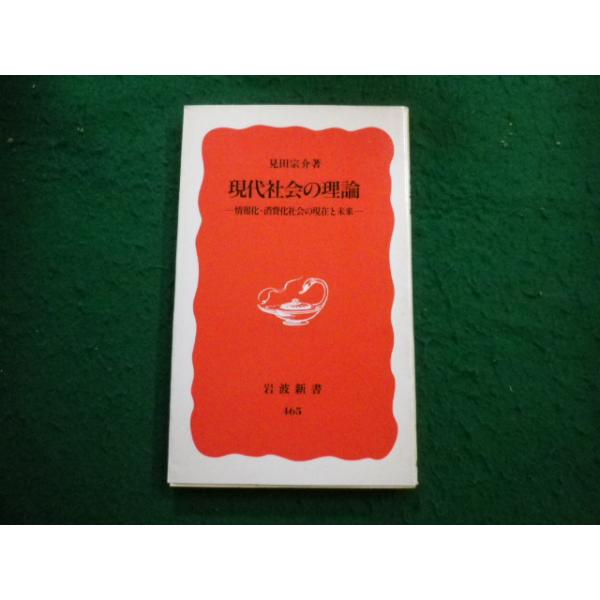 見田宗介著
現代社会の理論
―情報化・消費化社会の現在と未来―
岩波新書
465